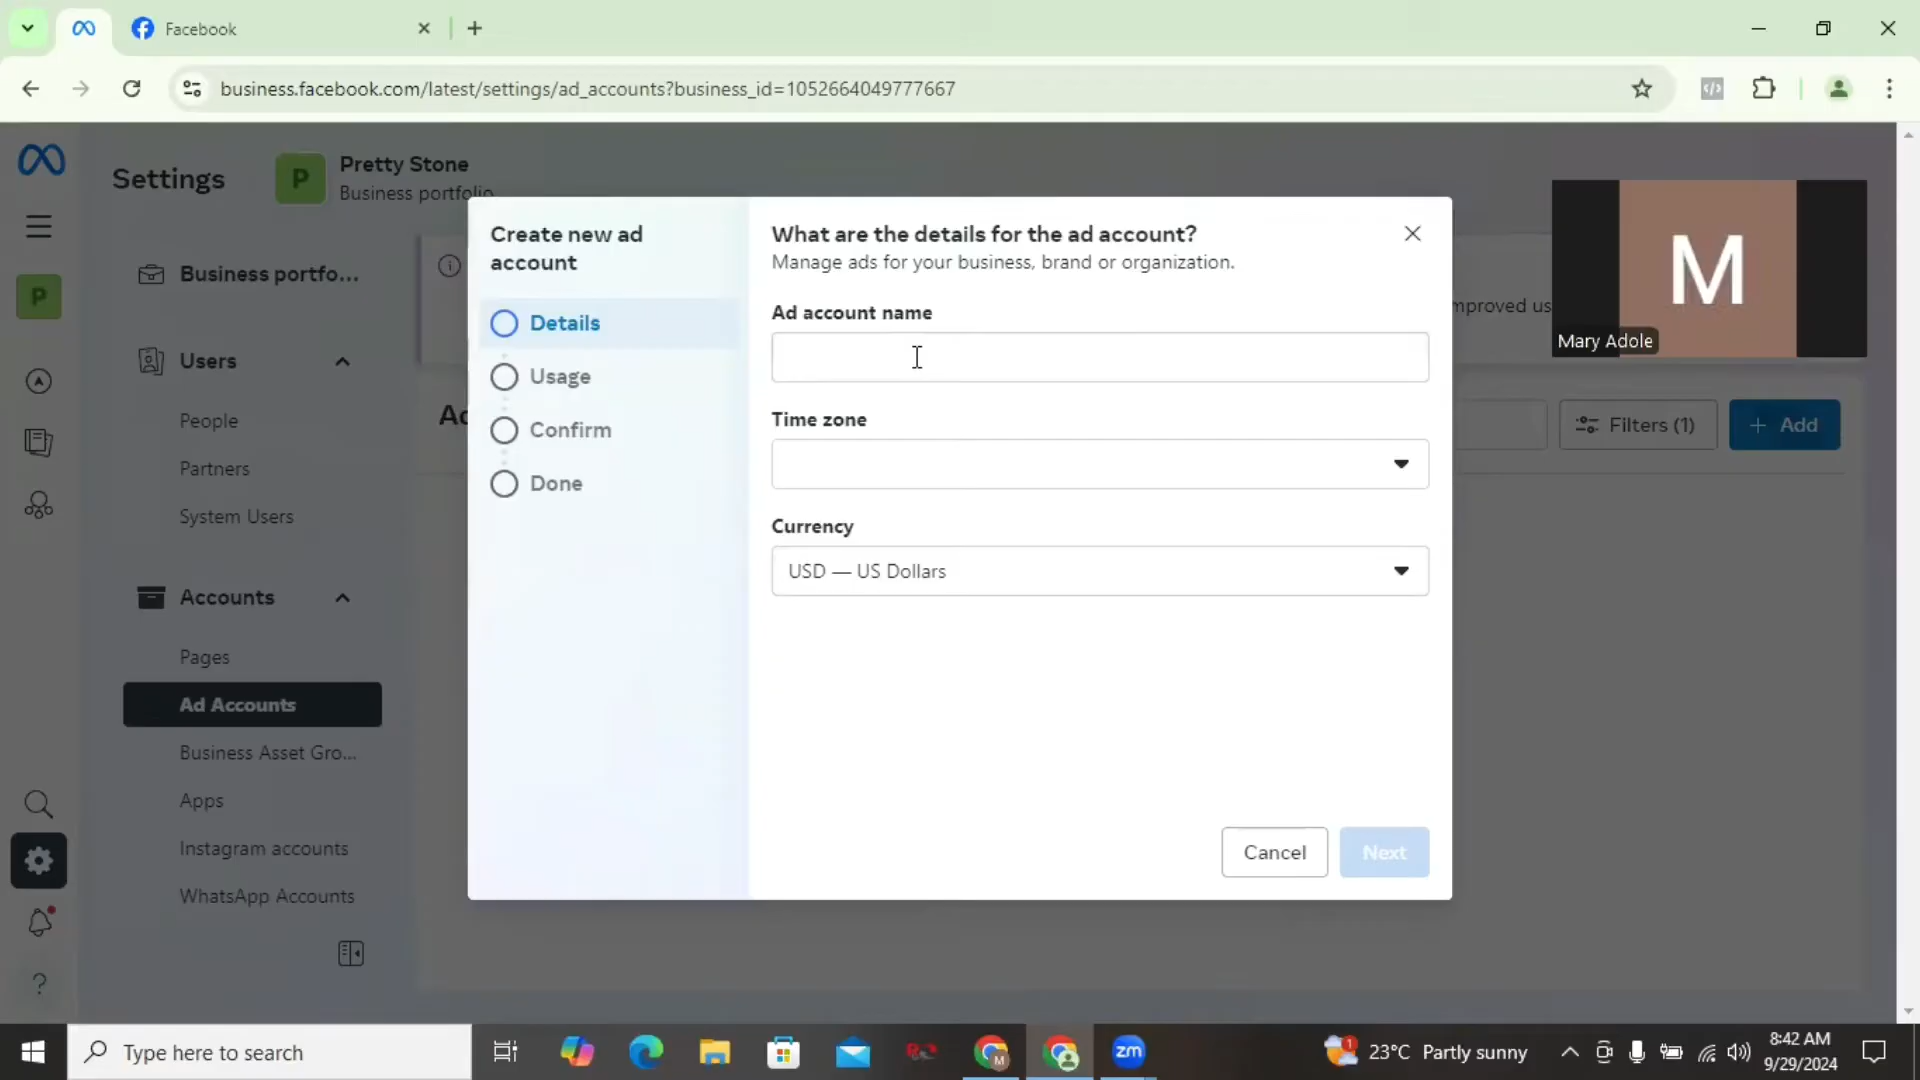 Facebook
business.facebook.com/latest/settings/ad_accounts?business_id=1052664049777667
Settings
P
Pretty Stone
Business portfolio
P
Business portfo...
Users
People
Partners
System Users
Accounts
Pages
Ad Accounts
Business Asset Gro...
Apps
Instagram accounts
WhatsApp Accounts
Create new ad
account
Details
Usage
Confirm
Done
What are the details for the ad account?
Manage ads for your business, brand or organization.
Ad account name
Time zone
Currency
USD — US Dollars
Cancel
Next
M
Mary Adole
Filters (1)
+ Add
Type here to search
zm
1
23°C Partly sunny
8:42 AM
9/29/2024